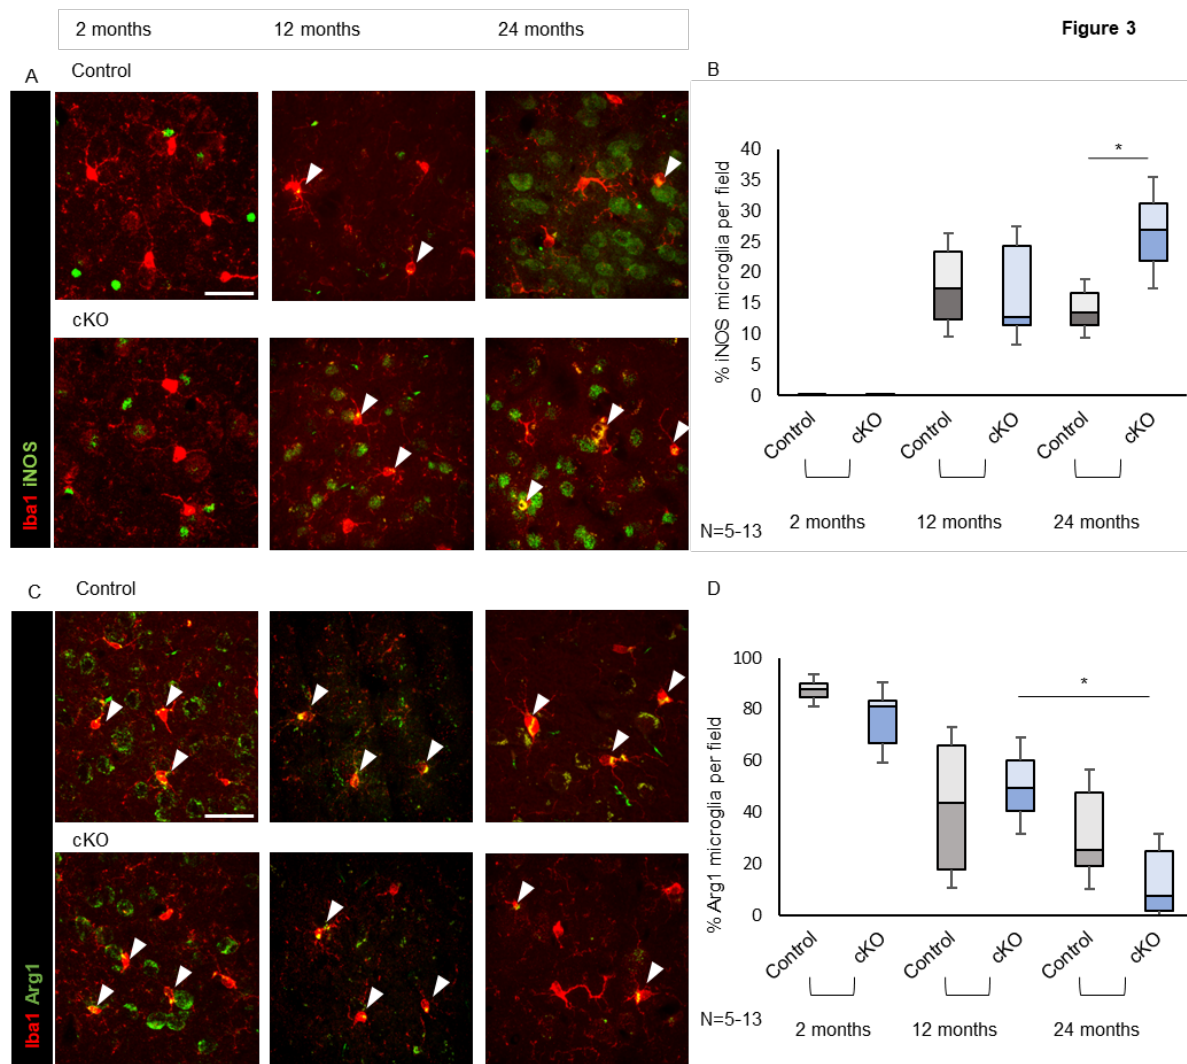 2 months 12 months 24 months
Figure 3
A
Control
cKO
Iba1 iNOS
B
% iNOS microglia per field
40
35
30
25
20
15
10
5
0
*
Control cKO Control cKO Control cKO
2 months 12 months 24 months
N=5-13
C
Control
cKO
Iba1 Arg1
D
% Arg1 microglia per field
100
80
60
40
20
0
*
Control cKO Control cKO Control cKO
2 months 12 months 24 months
N=5-13